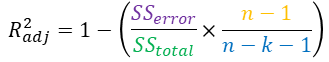 R²adj = 1 − (SSerror / SStotal × n − 1 / n − k − 1)